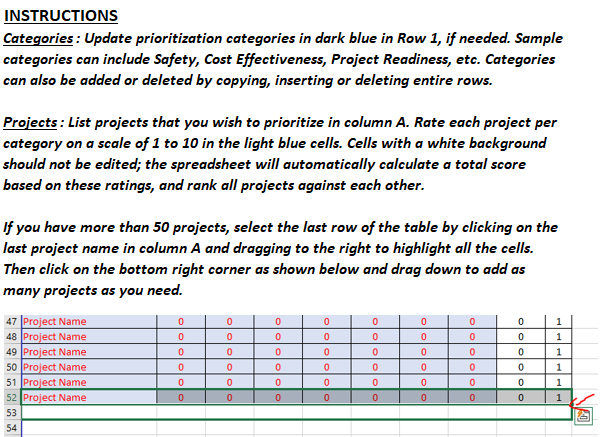 INSTRUCTIONS
Categories : Update prioritization categories in dark blue in Row 1, if needed. Sample
categories can include Safety, Cost Effectiveness, Project Readiness, etc. Categories
can also be added or deleted by copying, inserting or deleting entire rows.
Projects : List projects that you wish to prioritize in column A. Rate each project per
category on a scale of 1 to 10 in the light blue cells. Cells with a white background
should not be edited; the spreadsheet will automatically calculate a total score
based on these ratings, and rank all projects against each other.
If you have more than 50 projects, select the last row of the table by clicking on the
last project name in column A and dragging to the right to highlight all the cells.
Then click on the bottom right corner as shown below and drag down to add as
many projects as you need.
47 Project Name 0 0 0 0 0 0 0 0 1
48 Project Name 0 0 0 0 0 0 0 0 1
49 Project Name 0 0 0 0 0 0 0 0 1
50 Project Name 0 0 0 0 0 0 0 0 1
51 Project Name 0 0 0 0 0 0 0 0 1
52 Project Name 0 0 0 0 0 0 0 0 1
53
54